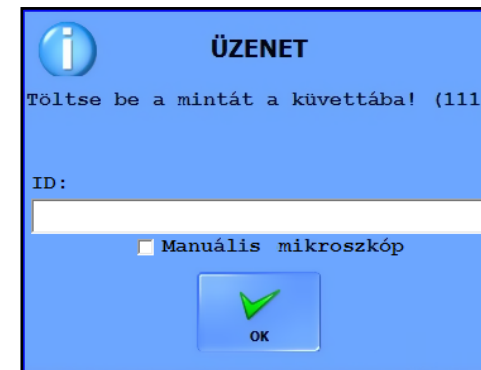 ÜZENET
Töltse be a mintát a küvettába! (111
ID:
Manuális mikroszkóp
OK